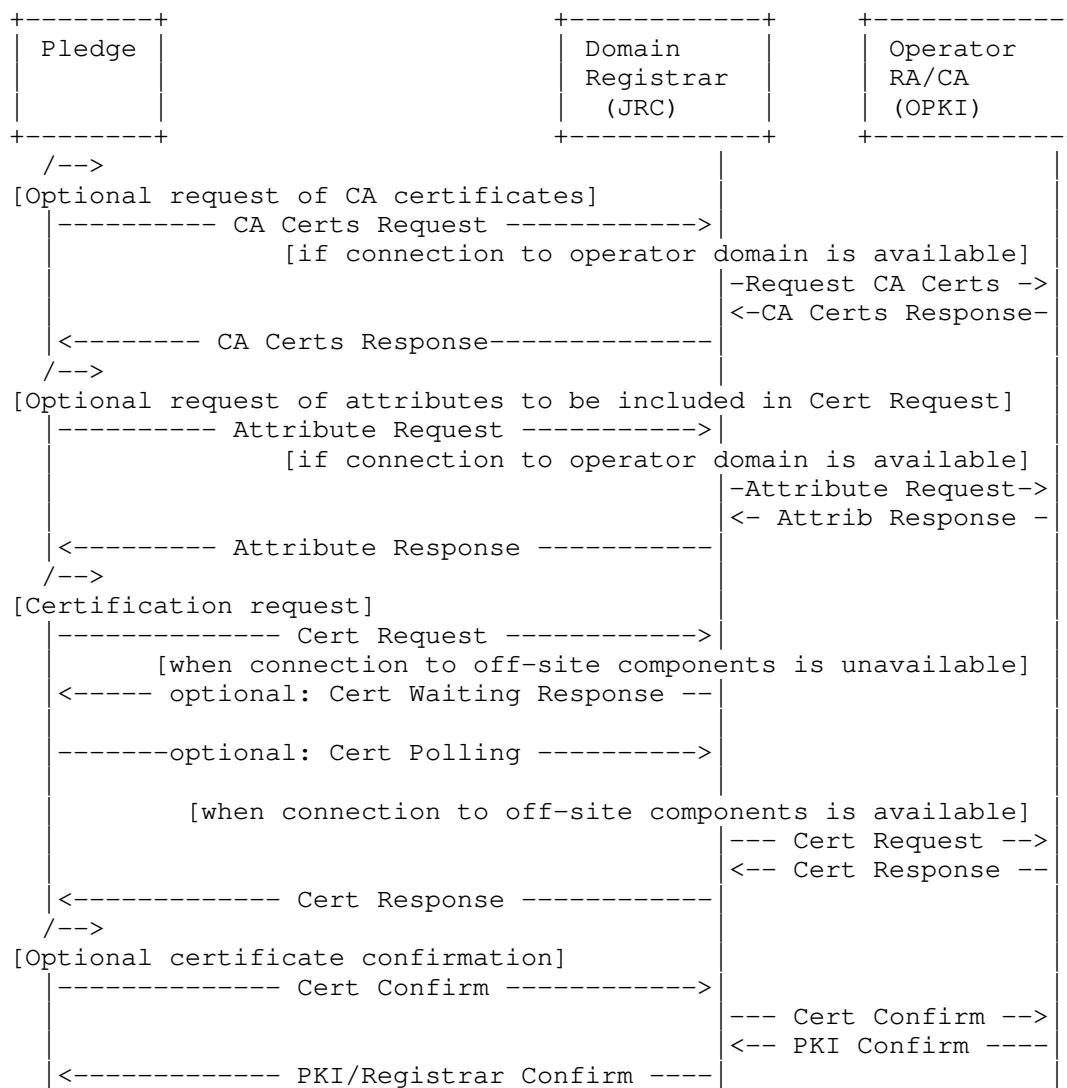 +--------+                         +------------+     +------------
| Pledge |                         | Domain     |     | Operator
|        |                         | Registrar  |     | RA/CA
|        |                         |  (JRC)     |     | (OPKI)
+--------+                         +------------+     +------------
  /-->                                        |                     |
[Optional request of CA certificates]
  |---------- CA Certs Request ------------>|                     |
  |              [if connection to operator domain is available] |
  |                                           |-Request CA Certs ->|
  |                                           |<-CA Certs Response-|
  |<-------- CA Certs Response--------------|                     |
  /-->                                        |                     |
[Optional request of attributes to be included in Cert Request]
  |---------- Attribute Request ----------->|                     |
  |              [if connection to operator domain is available] |
  |                                           |-Attribute Request->|
  |                                           |<- Attrib Response -|
  |<--------- Attribute Response -----------|                     |
  /-->                                        |                     |
[Certification request]
  |-------------- Cert Request ------------>|                     |
  |      [when connection to off-site components is unavailable] |
  |<----- optional: Cert Waiting Response --|                     |
  |                                           |                     |
  |-------optional: Cert Polling ---------->|                     |
  |                                           |                     |
  |        [when connection to off-site components is available] |
  |                                           |--- Cert Request -->|
  |                                           |<-- Cert Response --|
  |<------------- Cert Response ------------|                     |
  /-->                                        |                     |
[Optional certificate confirmation]
  |-------------- Cert Confirm ------------>|                     |
  |                                           |--- Cert Confirm -->|
  |                                           |<-- PKI Confirm ----|
  |<------------- PKI/Registrar Confirm ----|                     |